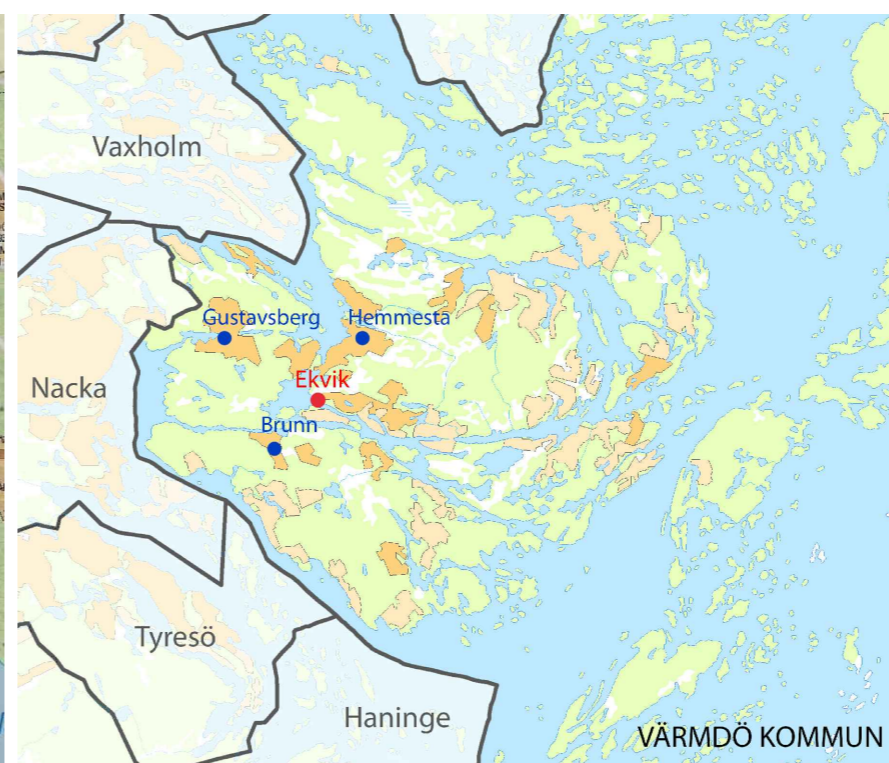 Vaxholm
Gustavsberg
Hemmesta
Nacka
Ekvik
Brunn
Tyresö
Haninge
VÄRMDÖ KOMMUN